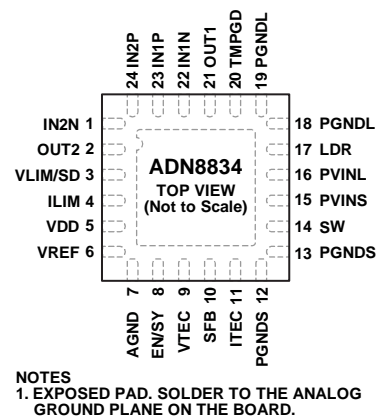 24 IN2P
23 IN1P
22 IN1N
21 OUT1
20 TMPGD
19 PGNDL
IN2N 1
OUT2 2
VLIM/SD 3
ILIM 4
VDD 5
VREF 6
ADN8834
TOP VIEW
(Not to Scale)
18 PGNDL
17 LDR
16 PVINL
15 PVINS
14 SW
13 PGNDS
AGND 7
EN/SY 8
VTEC 9
SFB 10
ITEC 11
PGNDS 12
NOTES
1. EXPOSED PAD. SOLDER TO THE ANALOG
GROUND PLANE ON THE BOARD.